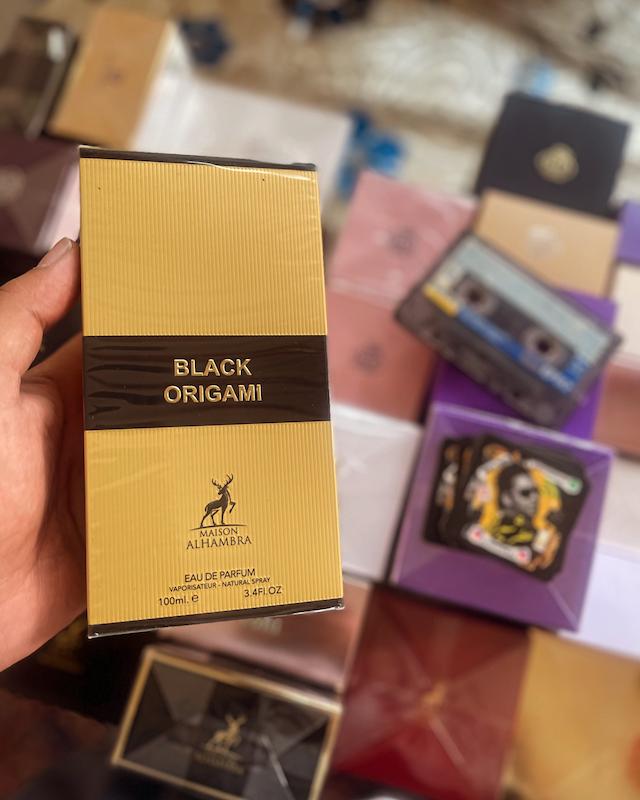 BLACK
ORIGAMI
MAISON
ALHAMBRA
EAU DE PARFUM
VAPORISATEUR - NATURAL SPRAY
100ml. ℮ 3.4FL.OZ